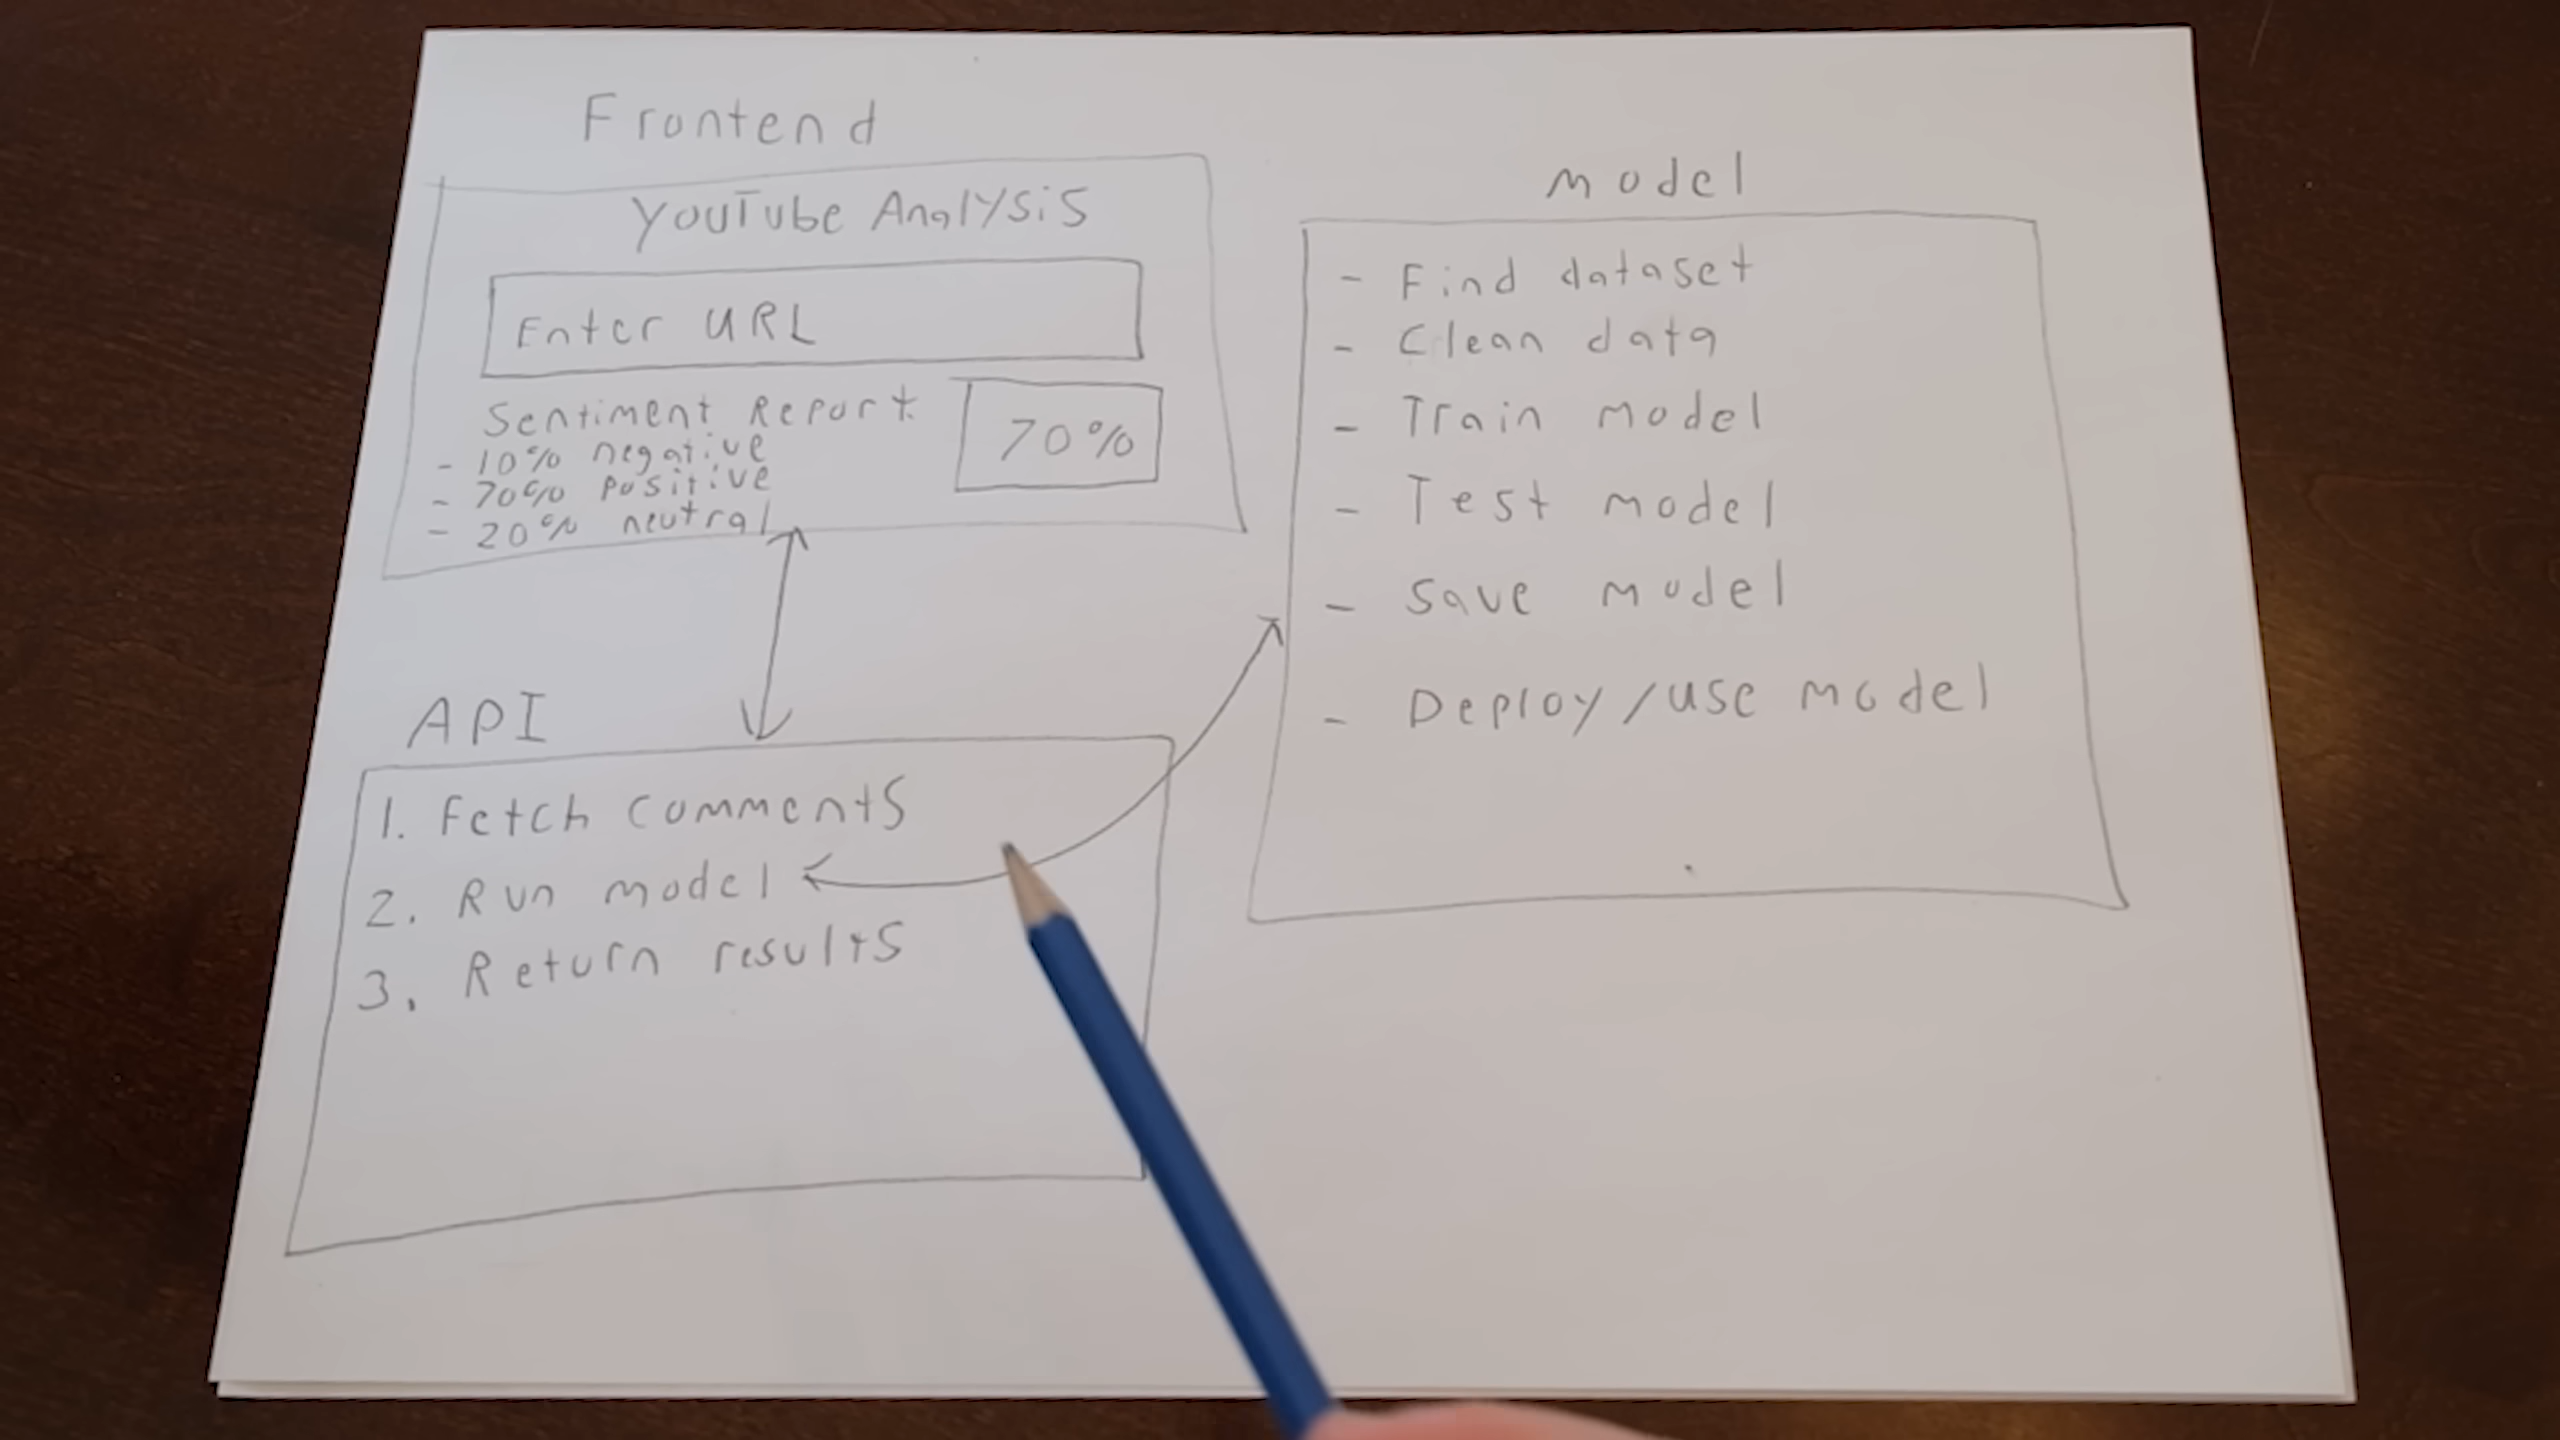 Frontend
YouTube Analysis
Enter URL
Sentiment Report
- 10% negative
- 70% positive
- 20% neutral
70%
API
1. Fetch comments
2. Run model
3. Return results
Model
- Find dataset
- Clean data
- Train model
- Test model
- Save model
- Deploy/use model